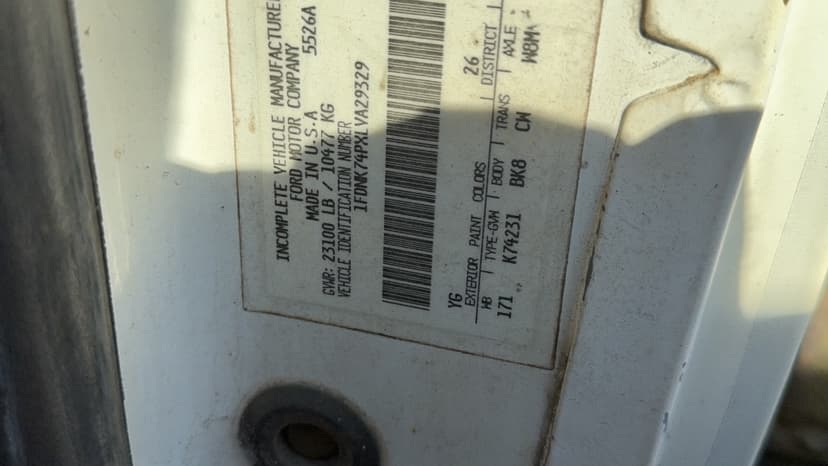 INCOMPLETE VEHICLE MANUFACTURE
FORD MOTOR COMPANY
MADE IN U.S.A 5526A
GVWR: 23100 LB / 10477 KG
VEHICLE IDENTIFICATION NUMBER
1FDNK74PXLVA29329
YG 26
EXTERIOR PAINT COLORS DISTRICT
WB | TYPE-GVW | BODY | TRANS | AXLE
171 K74231 BK8 CW W8M